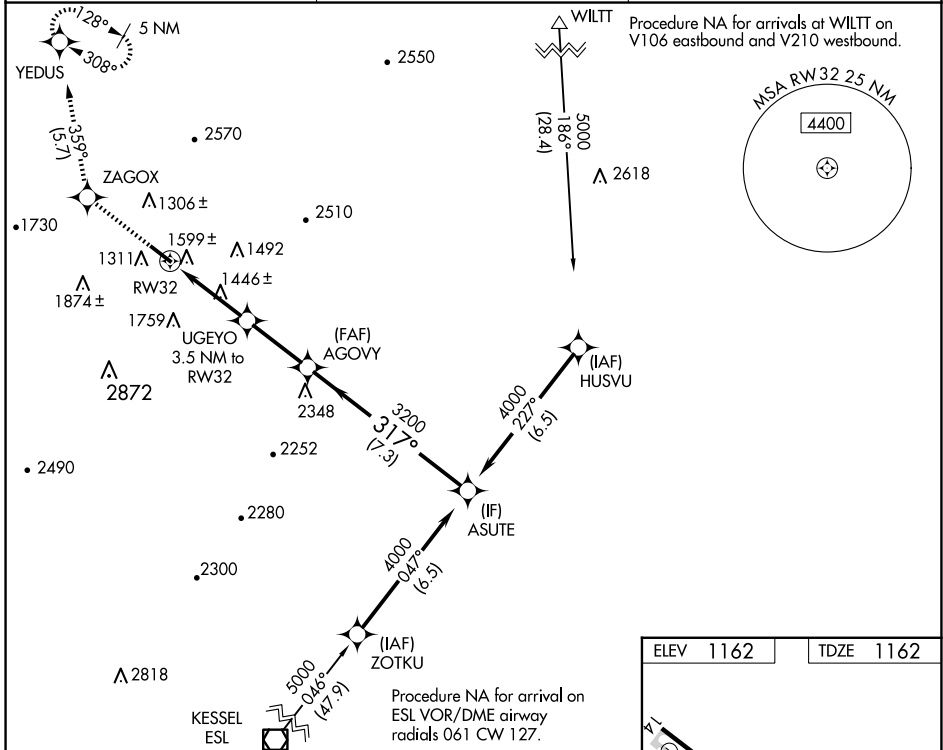 128°
5 NM
308°
YEDUS
WILTT
Procedure NA for arrivals at WILTT on
V106 eastbound and V210 westbound.
2550
MSA RW32 25 NM
4400
359°
(5.7)
2570
5000
186°
(28.4)
2618
ZAGOX
1306 ±
2510
1730
1599 ±
1311
1492
RW32
1446 ±
1874 ±
1759
UGEYO
3.5 NM to
RW32
(FAF)
AGOVY
(IAF)
HUSVU
2872
2348
3200
317°
(7.3)
4000
227°
(6.5)
2252
2490
(IF)
ASUTE
2280
4000
047°
(6.5)
2300
(IAF)
ZOTKU
ELEV 1162
TDZE 1162
2818
5000
046°
(47.9)
Procedure NA for arrival on
ESL VOR/DME airway
radials 061 CW 127.
KESSEL
ESL
14